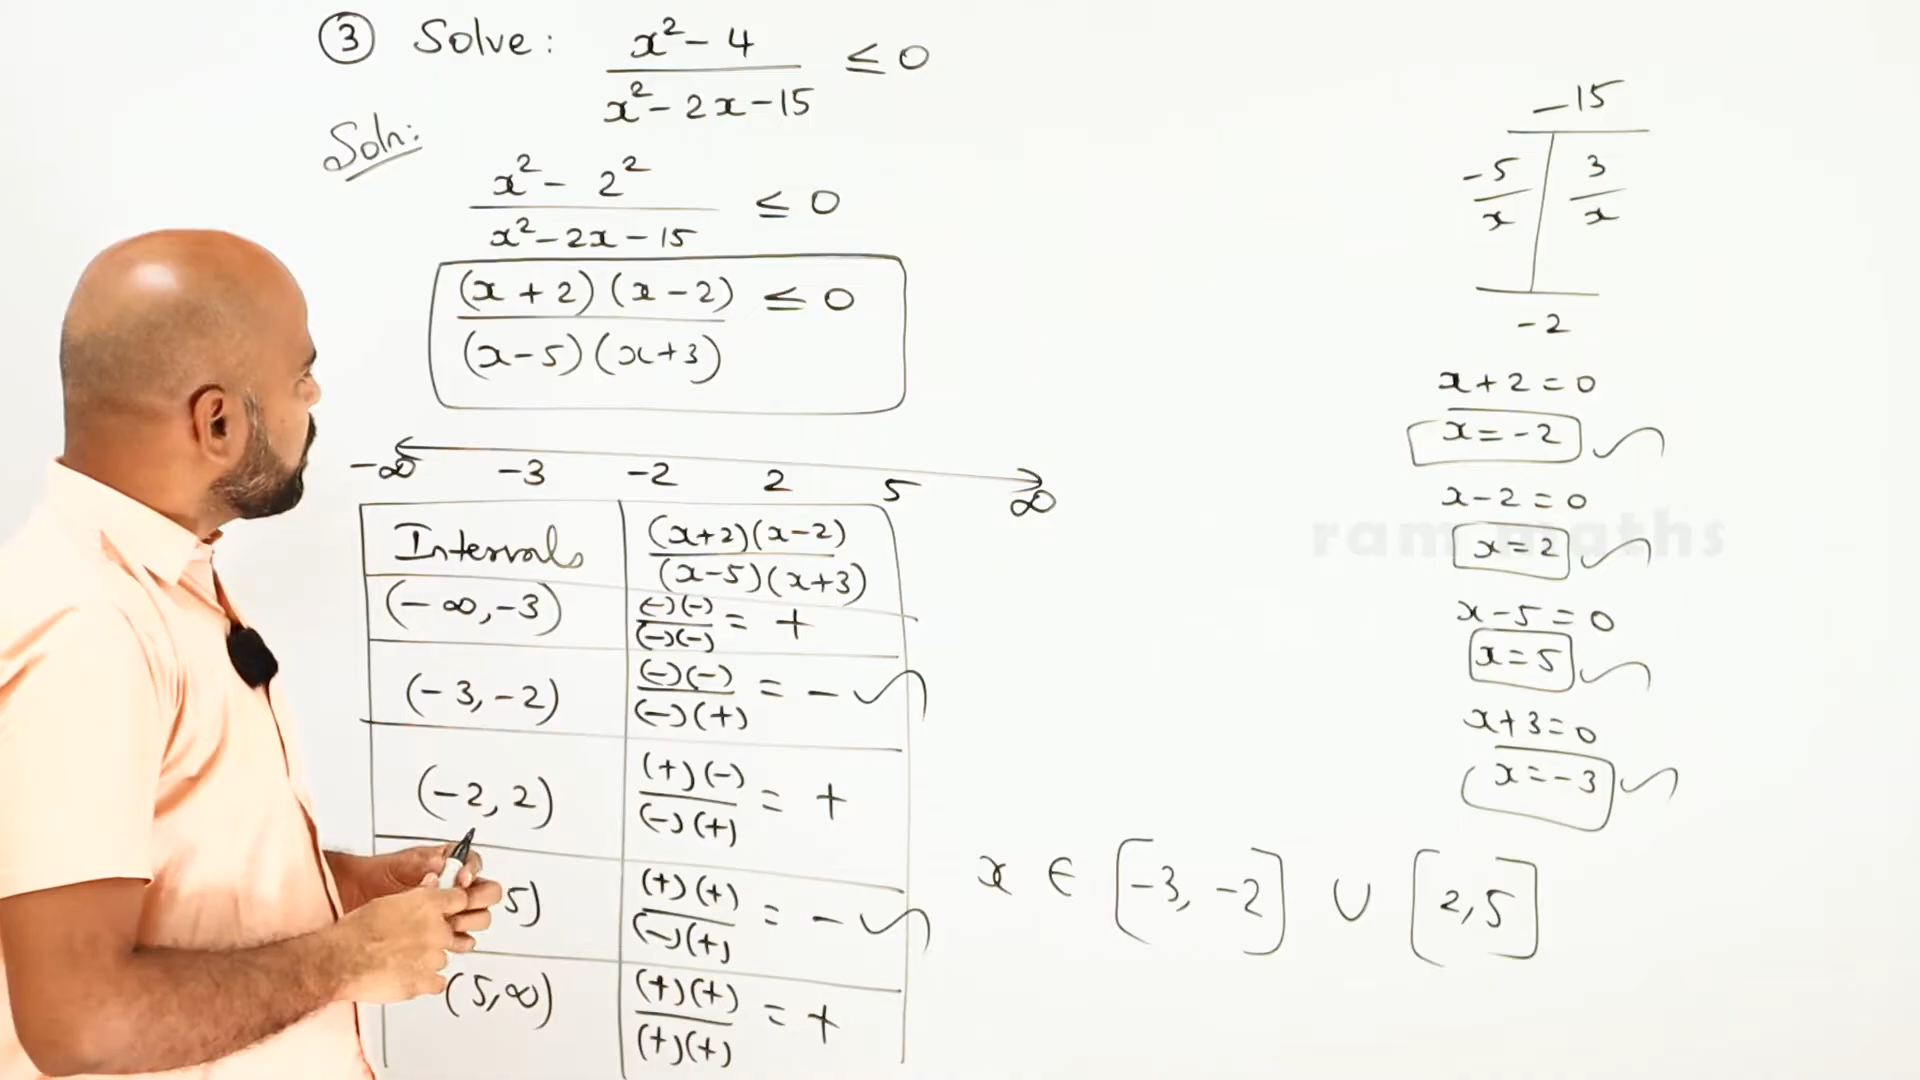 ③ Solve: x² - 4 / x² - 2x - 15 ≤ 0
Soln:
x² - 2² / x² - 2x - 15 ≤ 0
(x + 2) (x - 2) / (x - 5) (x + 3) ≤ 0
-∞ -3 -2 2 5 ∞
Intervals (x+2)(x-2) / (x-5)(x+3)
(-∞, -3) (-)(-) / (-)(-) = +
(-3, -2) (-)(-) / (-)(+) = -
(-2, 2) (+)(-) / (-)(+) = +
5) (+)(+) / (-)(+) = -
(5, ∞) (+)(+) / (+)(+) = +
-15
-5/x 3/x
-2
x + 2 = 0
x = -2
x - 2 = 0
x = 2
x - 5 = 0
x = 5
x + 3 = 0
x = -3
x ∈ [-3, -2] ∪ [2, 5]
ram maths